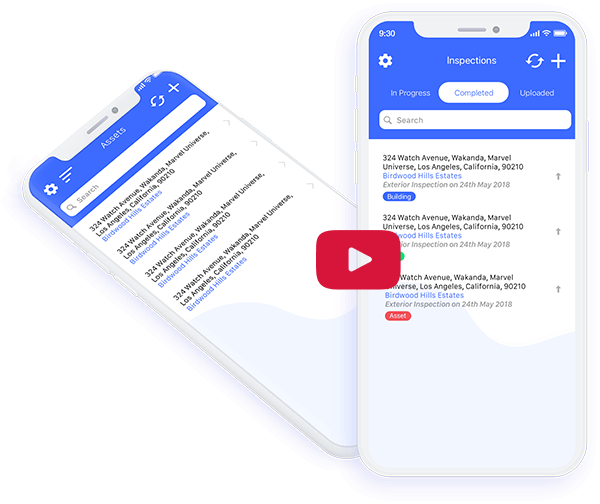 Assets
Search
324 Watch Avenue, Wakanda, Marvel Universe,
Los Angeles, California, 90210
Birdwood Hills Estates
324 Watch Avenue, Wakanda, Marvel Universe,
Los Angeles, California, 90210
Birdwood Hills Estates
324 Watch Avenue, Wakanda, Marvel Universe,
Los Angeles, California, 90210
Birdwood Hills Estates
324 Watch Avenue, Wakanda, Marvel Universe,
Los Angeles, California, 90210
Birdwood Hills Estates
9:30
Inspections
In Progress Completed Uploaded
Search
324 Watch Avenue, Wakanda, Marvel
Universe, Los Angeles, California, 90210
Birdwood Hills Estates
Exterior Inspection on 24th May 2018
Building
324 Watch Avenue, Wakanda, Marvel
Universe, Los Angeles, California, 90210
Birdwood Hills Estates
Exterior Inspection on 24th May 2018
Watch Avenue, Wakanda, Marvel
Universe, Los Angeles, California, 90210
Birdwood Hills Estates
Exterior Inspection on 24th May 2018
Asset